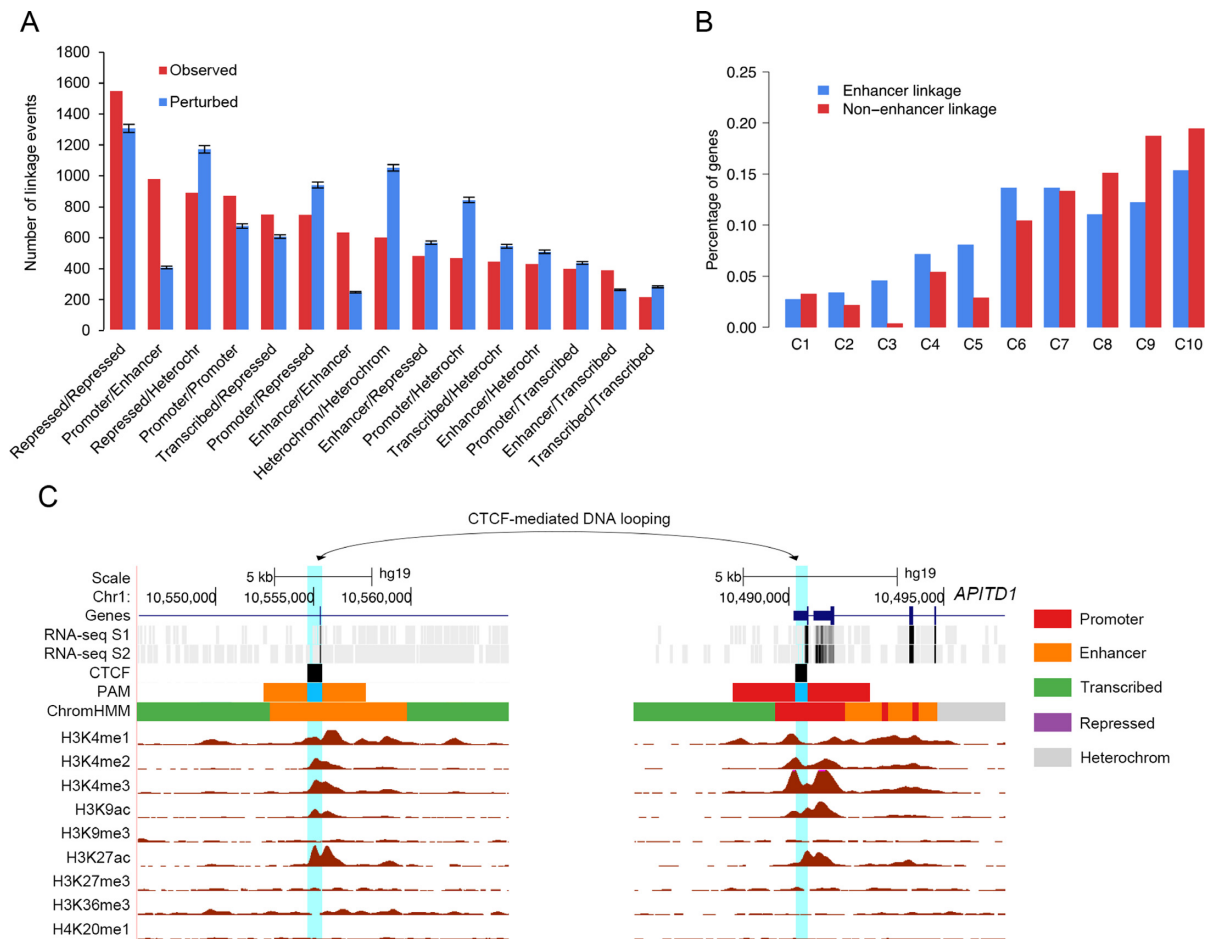 A
1800
1600
1400
1200
1000
800
600
400
200
0
Number of linkage events
Observed
Perturbed
Repressed/Repressed
Promoter/Enhancer
Repressed/Heterochr
Promoter/Promoter
Transcribed/Repressed
Promoter/Repressed
Enhancer/Enhancer
Heterochrom/Heterochrom
Enhancer/Repressed
Promoter/Heterochr
Transcribed/Heterochr
Enhancer/Heterochr
Promoter/Transcribed
Enhancer/Transcribed
Transcribed/Transcribed
B
0.25
0.20
0.15
0.10
0.05
0.00
Percentage of genes
Enhancer linkage
Non−enhancer linkage
C1 C2 C3 C4 C5 C6 C7 C8 C9 C10
C
CTCF-mediated DNA looping
Scale 5 kb hg19 5 kb hg19
Chr1: 10,550,000 10,555,000 10,560,000 10,490,000 10,495,000 APITD1
Genes
RNA-seq S1
RNA-seq S2
CTCF
PAM
ChromHMM
H3K4me1
H3K4me2
H3K4me3
H3K9ac
H3K9me3
H3K27ac
H3K27me3
H3K36me3
H4K20me1
Promoter
Enhancer
Transcribed
Repressed
Heterochrom